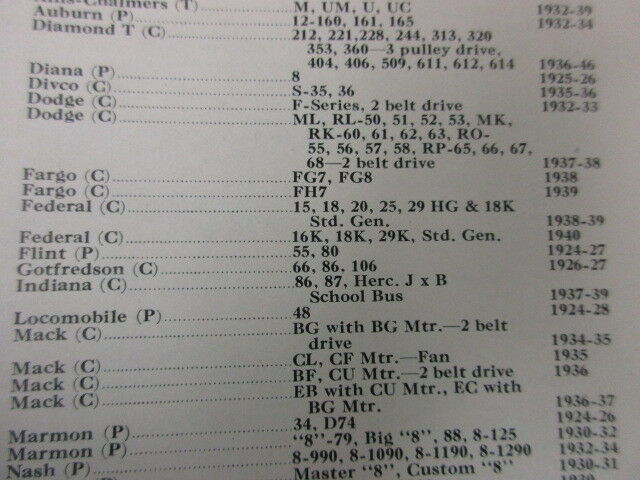 Allis-Chalmers (T) M, UM, U, UC 1932-39
Auburn (P) 12-160, 161, 165 1932-34
Diamond T (C) 212, 221,228, 244, 313, 320
353, 360—3 pulley drive,
404, 406, 509, 611, 612, 614 1936-46
Diana (P) 8 1925-26
Divco (C) S-35, 36 1935-36
Dodge (C) F-Series, 2 belt drive 1932-33
Dodge (C) ML, RL-50, 51, 52, 53, MK,
RK-60, 61, 62, 63, RO-
55, 56, 57, 58, RP-65, 66, 67,
68—2 belt drive 1937-38
Fargo (C) FG7, FG8 1938
Fargo (C) FH7 1939
Federal (C) 15, 18, 20, 25, 29 HG & 18K
Std. Gen. 1938-39
Federal (C) 16K, 18K, 29K, Std. Gen. 1940
Flint (P) 55, 80 1924-27
Gotfredson (C) 66, 86, 106 1926-27
Indiana (C) 86, 87, Herc. J x B
School Bus 1937-39
Locomobile (P) 48 1924-28
Mack (C) BG with BG Mtr.—2 belt
drive 1934-35
Mack (C) CL, CF Mtr.—Fan 1935
Mack (C) BF, CU Mtr.—2 belt drive 1936
Mack (C) EB with CU Mtr., EC with
BG Mtr. 1936-37
Marmon (P) 34, D74 1924-26
Marmon (P) "8"-79, Big "8", 88, 8-125 1930-32
Nash (P) 8-990, 8-1090, 8-1190, 8-1290 1932-34
Master "8", Custom "8" 1930-31